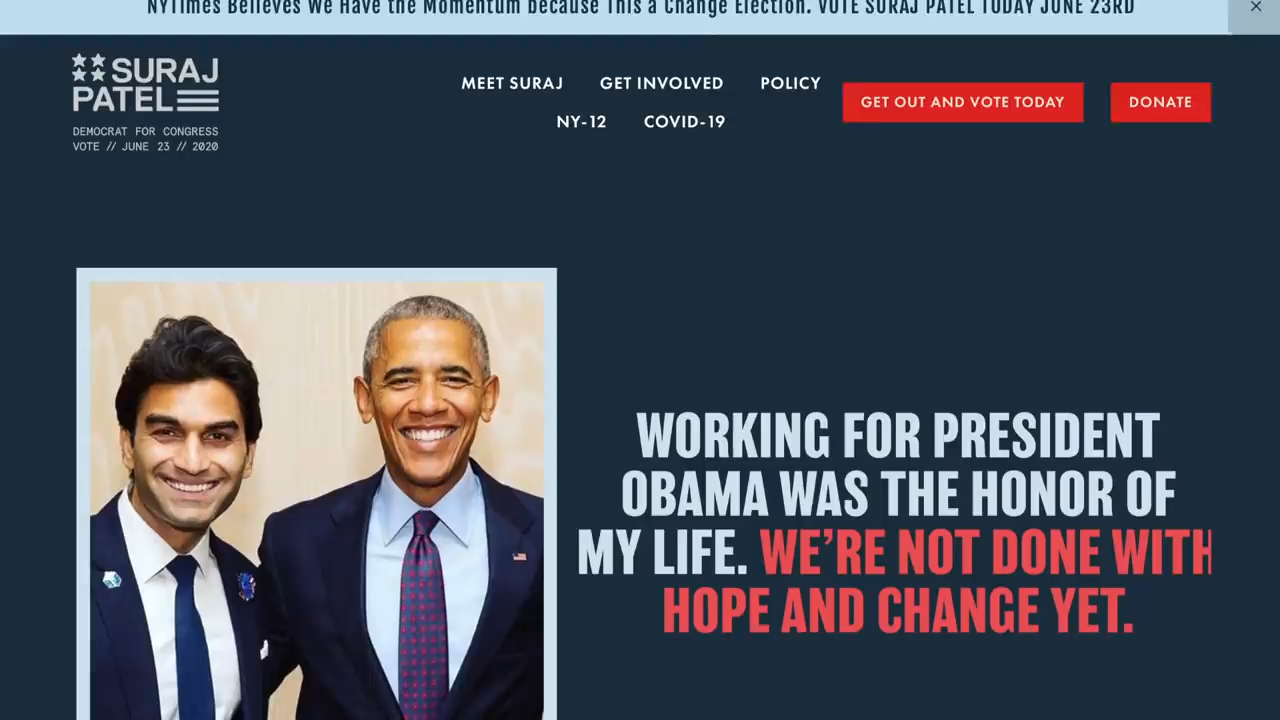 NYTimes Believes We Have the Momentum because This a Change Election. VOTE SURAJ PATEL TODAY JUNE 23RD
SURAJ
PATEL
DEMOCRAT FOR CONGRESS
VOTE // JUNE 23 // 2020
MEET SURAJ GET INVOLVED POLICY
NY-12 COVID-19
GET OUT AND VOTE TODAY
DONATE
WORKING FOR PRESIDENT
OBAMA WAS THE HONOR OF
MY LIFE. WE’RE NOT DONE WITH
HOPE AND CHANGE YET.